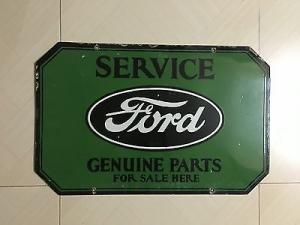 SERVICE
Ford
GENUINE PARTS
FOR SALE HERE